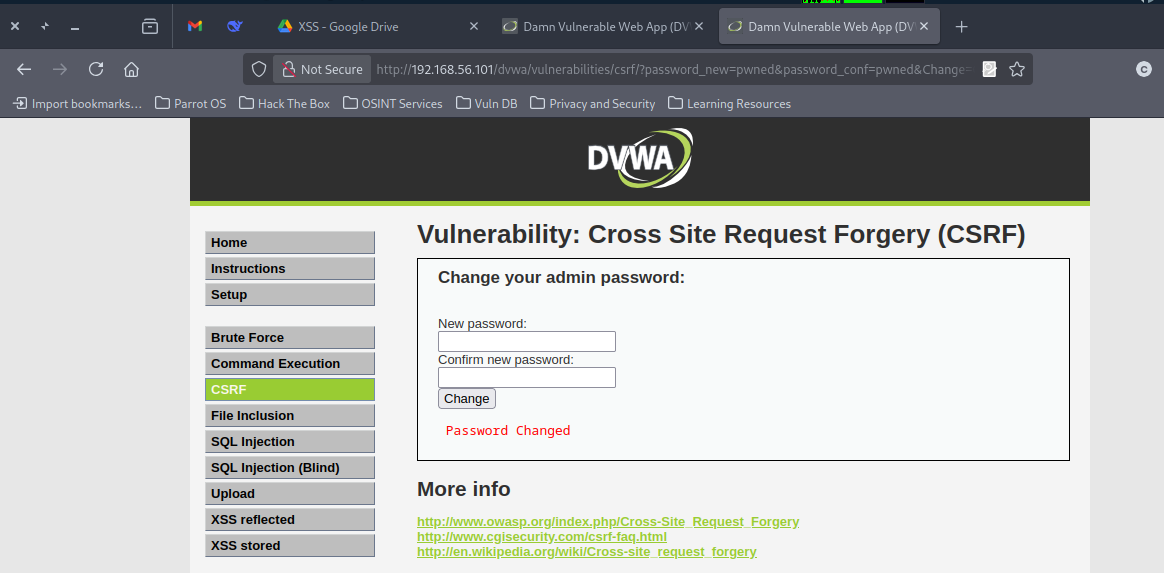 XSS - Google Drive
Damn Vulnerable Web App (DV
Damn Vulnerable Web App (DV
Not Secure http://192.168.56.101/dvwa/vulnerabilities/csrf/?password_new=pwned&password_conf=pwned&Change=
C
Import bookmarks... Parrot OS Hack The Box OSINT Services Vuln DB Privacy and Security Learning Resources
DVWA
Vulnerability: Cross Site Request Forgery (CSRF)
Home
Instructions
Setup
Brute Force
Command Execution
CSRF
File Inclusion
SQL Injection
SQL Injection (Blind)
Upload
XSS reflected
XSS stored
Change your admin password:
New password:
Confirm new password:
Change
Password Changed
More info
http://www.owasp.org/index.php/Cross-Site_Request_Forgery
http://www.cgisecurity.com/csrf-faq.html
http://en.wikipedia.org/wiki/Cross-site_request_forgery